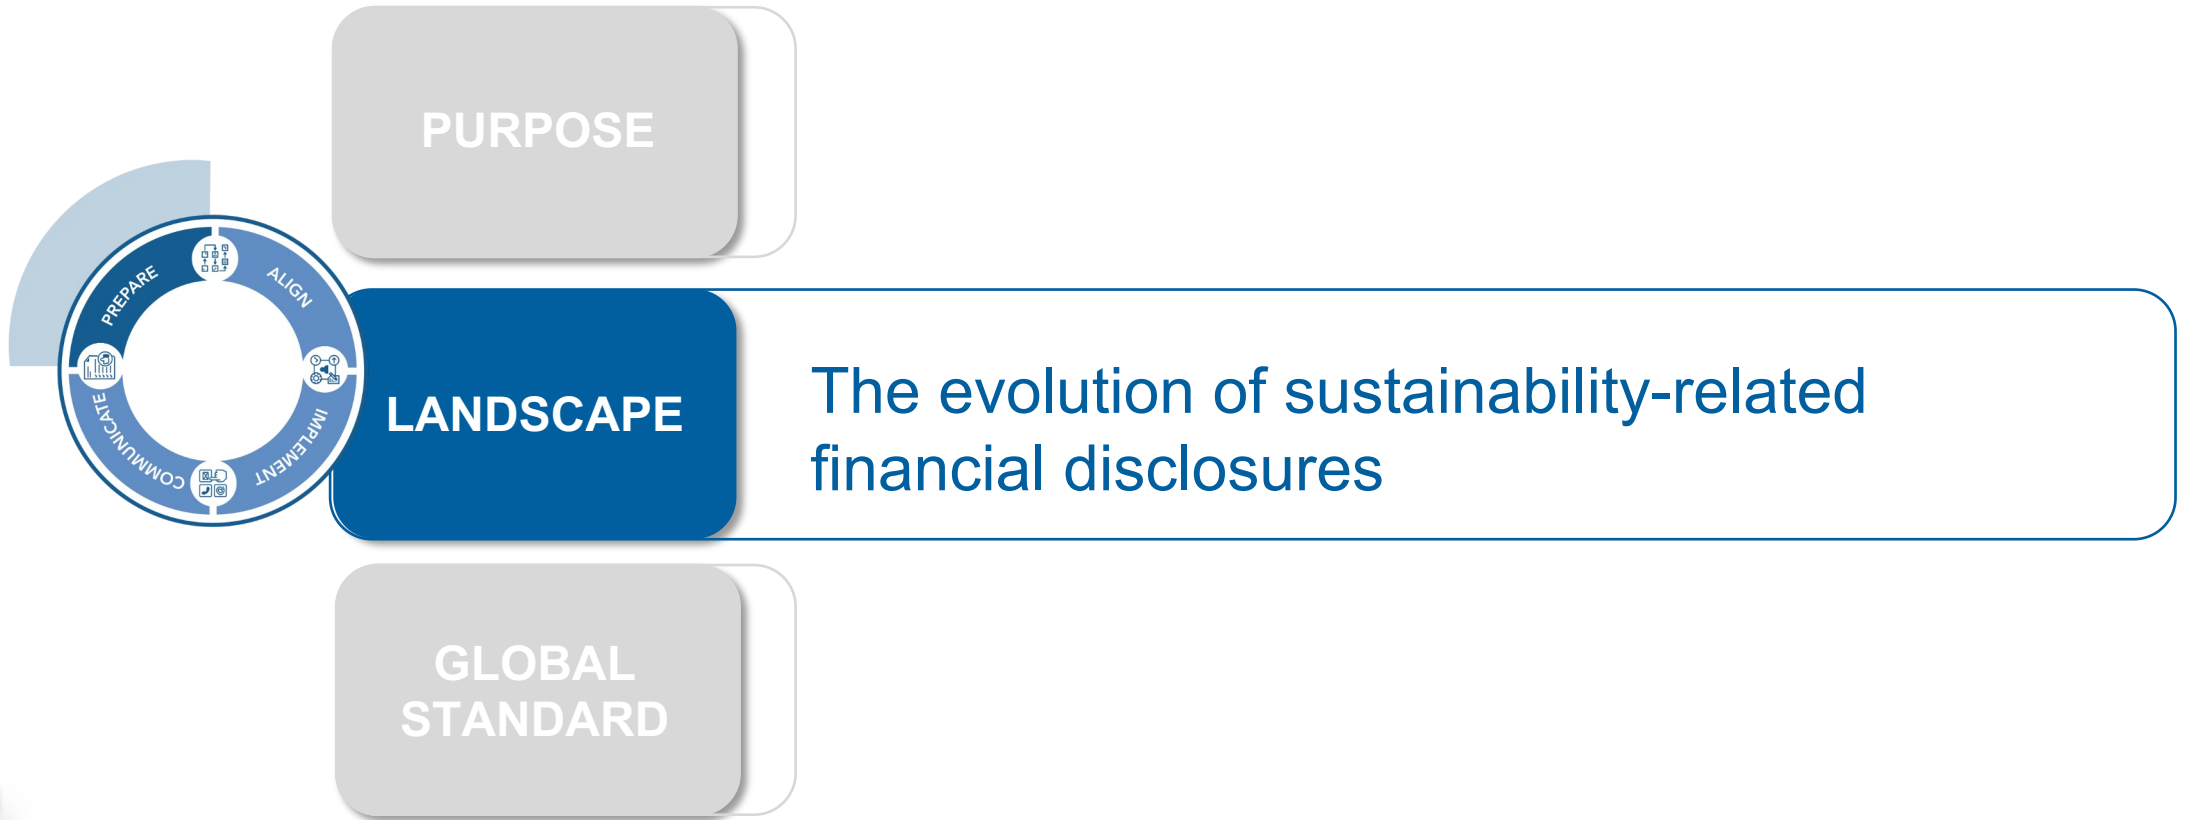 PURPOSE
PREPARE
ALIGN
IMPLEMENT
COMMUNICATE
LANDSCAPE
The evolution of sustainability-related
financial disclosures
GLOBAL
STANDARD